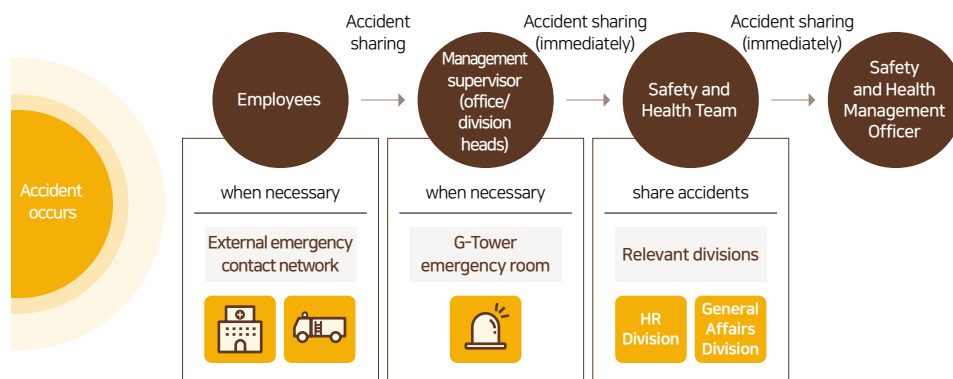 Accident
occurs
Employees
Accident
sharing
Management
supervisor
(office/
division
heads)
Accident sharing
(immediately)
Safety and
Health Team
Accident sharing
(immediately)
Safety
and Health
Management
Officer
when necessary
External emergency
contact network
when necessary
G-Tower
emergency room
share accidents
Relevant divisions
HR
Division
General
Affairs
Division